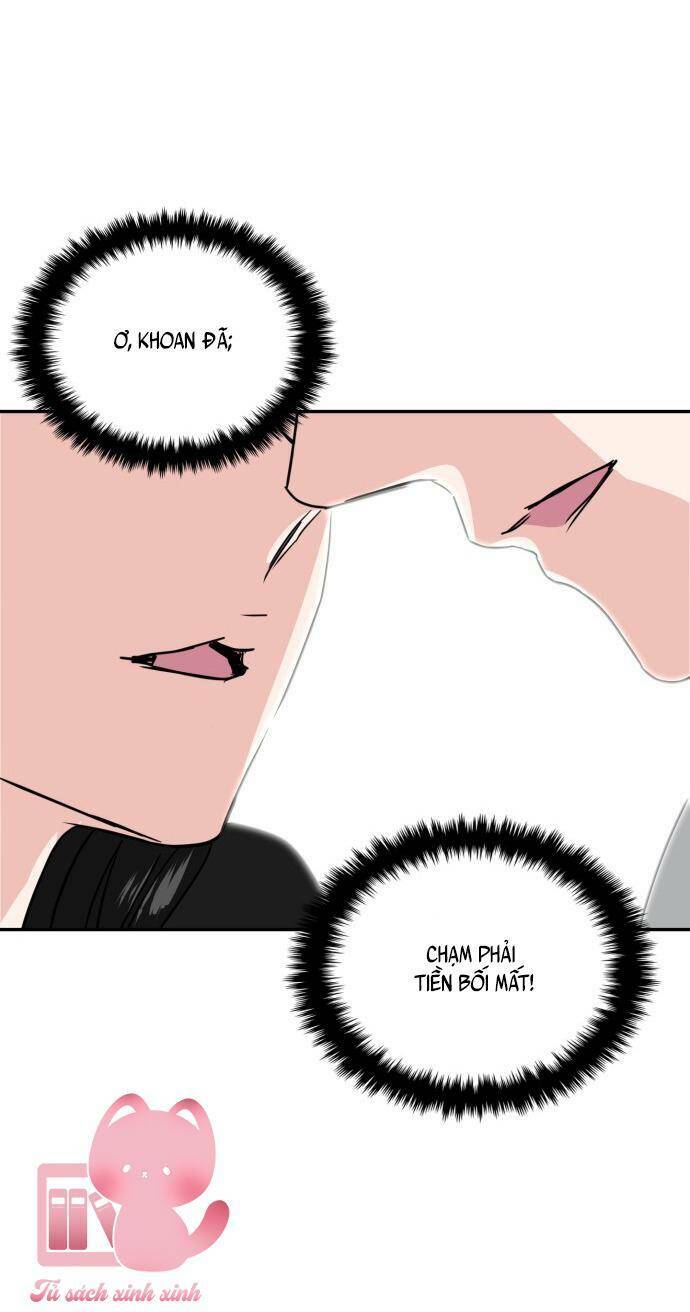 Ơ, KHOAN ĐÃ;
CHẠM PHẢI
TIỀN BỐI MẤT!
Tủ sách xinh xinh